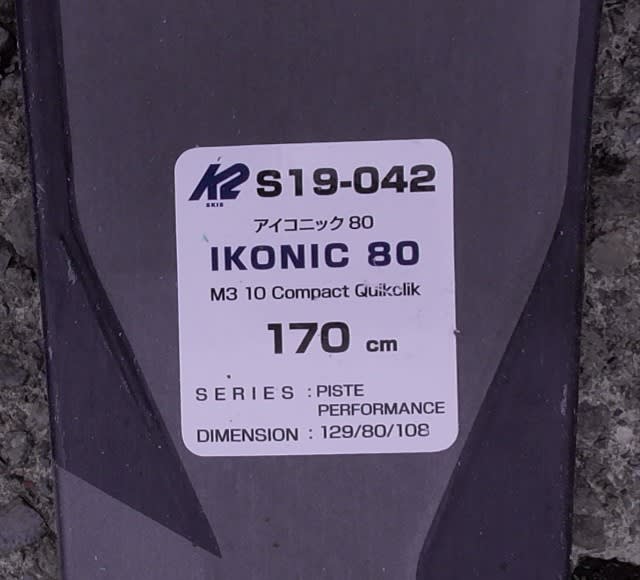 K2 S19-042
SKIS
アイコニック 80
IKONIC 80
M3 10 Compact Quikclik
170 cm
SERIES : PISTE
PERFORMANCE
DIMENSION : 129/80/108